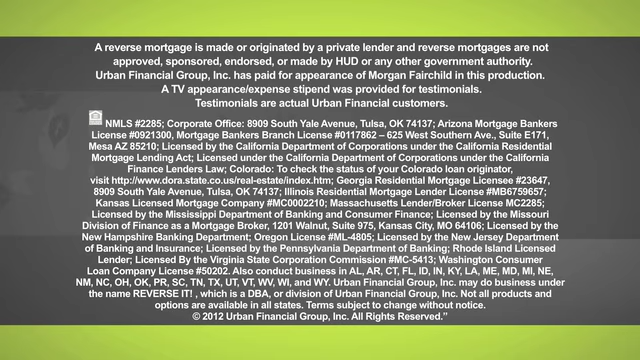 A reverse mortgage is made or originated by a private lender and reverse mortgages are not
approved, sponsored, endorsed, or made by HUD or any other government authority.
Urban Financial Group, Inc. has paid for appearance of Morgan Fairchild in this production.
A TV appearance/expense stipend was provided for testimonials.
Testimonials are actual Urban Financial customers.
NMLS #2285; Corporate Office: 8909 South Yale Avenue, Tulsa, OK 74137; Arizona Mortgage Bankers
License #0921300, Mortgage Bankers Branch License #0117862 – 625 West Southern Ave., Suite E171,
Mesa AZ 85210; Licensed by the California Department of Corporations under the California Residential
Mortgage Lending Act; Licensed under the California Department of Corporations under the California
Finance Lenders Law; Colorado: To check the status of your Colorado loan originator,
visit http://www.dora.state.co.us/real-estate/index.htm; Georgia Residential Mortgage Licensee #23647,
8909 South Yale Avenue, Tulsa, OK 74137; Illinois Residential Mortgage Lender License #MB6759657;
Kansas Licensed Mortgage Company #MC0002210; Massachusetts Lender/Broker License MC2285;
Licensed by the Mississippi Department of Banking and Consumer Finance; Licensed by the Missouri
Division of Finance as a Mortgage Broker, 1201 Walnut, Suite 975, Kansas City, MO 64106; Licensed by the
New Hampshire Banking Department; Oregon License #ML-4805; Licensed by the New Jersey Department
of Banking and Insurance; Licensed by the Pennsylvania Department of Banking; Rhode Island Licensed
Lender; Licensed By the Virginia State Corporation Commission #MC-5413; Washington Consumer
Loan Company License #50202. Also conduct business in AL, AR, CT, FL, ID, IN, KY, LA, ME, MD, MI, NE,
NM, NC, OH, OK, PR, SC, TN, TX, UT, VT, WV, WI, and WY. Urban Financial Group, Inc. may do business under
the name REVERSE IT! , which is a DBA, or division of Urban Financial Group, Inc. Not all products and
options are available in all states. Terms subject to change without notice.
© 2012 Urban Financial Group, Inc. All Rights Reserved.”